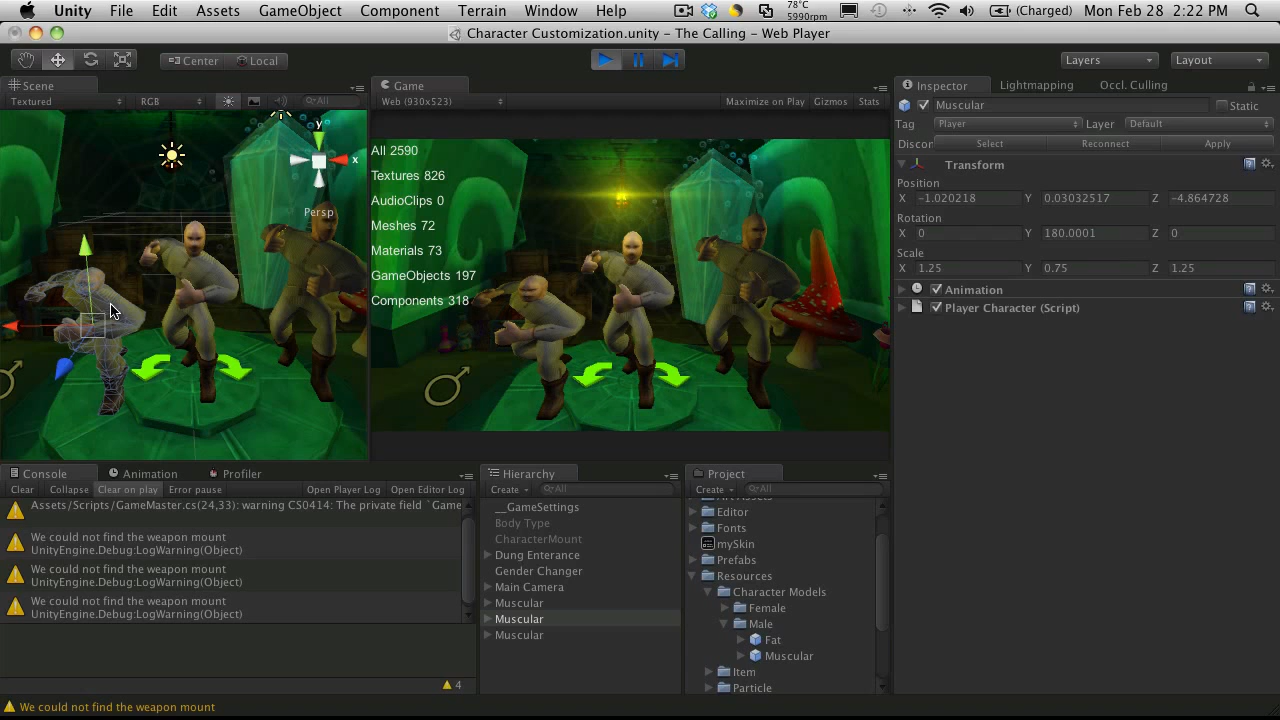 Unity File Edit Assets GameObject Component Terrain Window Help 78°C 5990rpm (Charged) Mon Feb 28 2:22 PM
Character Customization.unity – The Calling – Web Player
Center Local Layers Layout
Scene
Textured RGB All
y
x
Persp
Game
Web (930x523) Maximize on Play Gizmos Stats
All 2590
Textures 826
AudioClips 0
Meshes 72
Materials 73
GameObjects 197
Components 318
Inspector Lightmapping Occl. Culling
Muscular Static
Tag Player Layer Default
Discor Select Reconnect Apply
Transform
Position
X -1.020218 Y 0.03032517 Z -4.864728
Rotation
X 0 Y 180.0001 Z 0
Scale
X 1.25 Y 0.75 Z 1.25
Animation
Player Character (Script)
Console Animation Profiler
Clear Collapse Clear on play Error pause Open Player Log Open Editor Log
Assets/Scripts/GameMaster.cs(24,33): warning CS0414: The private field `Game
We could not find the weapon mount
UnityEngine.Debug:LogWarning(Object)
We could not find the weapon mount
UnityEngine.Debug:LogWarning(Object)
We could not find the weapon mount
UnityEngine.Debug:LogWarning(Object)
4
Hierarchy
Create All
__GameSettings
Body Type
CharacterMount
Dung Enterance
Gender Changer
Main Camera
Muscular
Muscular
Muscular
Project
Create All
Editor
Fonts
mySkin
Prefabs
Resources
Character Models
Female
Male
Fat
Muscular
Item
Particle
We could not find the weapon mount